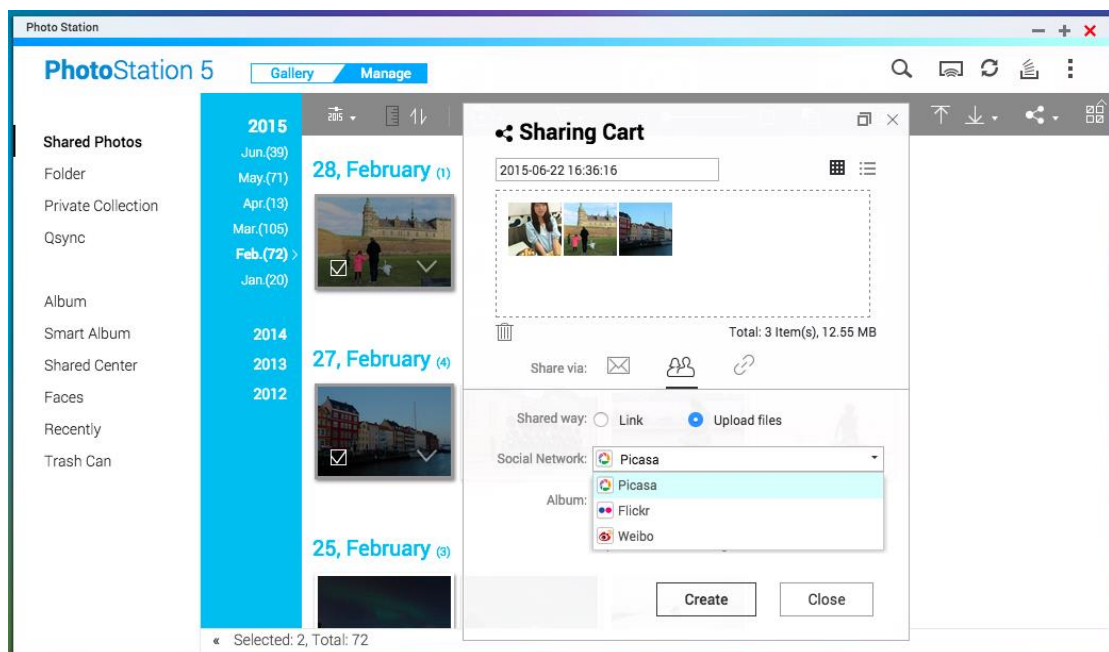 Photo Station
PhotoStation 5
Gallery
Manage
Shared Photos
Folder
Private Collection
Qsync
Album
Smart Album
Shared Center
Faces
Recently
Trash Can
2015
Jun.(39)
May.(71)
Apr.(13)
Mar.(105)
Feb.(72) >
Jan.(20)
2014
2013
2012
2015
28, February (1)
27, February (4)
25, February (3)
Sharing Cart
2015-06-22 16:36:16
Total: 3 Item(s), 12.55 MB
Share via:
Shared way: Link Upload files
Social Network: Picasa
Picasa
Album:
Flickr
Weibo
Create Close
« Selected: 2, Total: 72